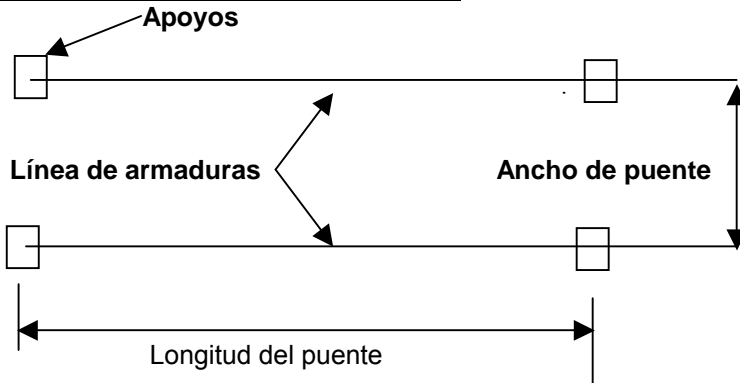 Apoyos
Línea de armaduras
Ancho de puente
Longitud del puente